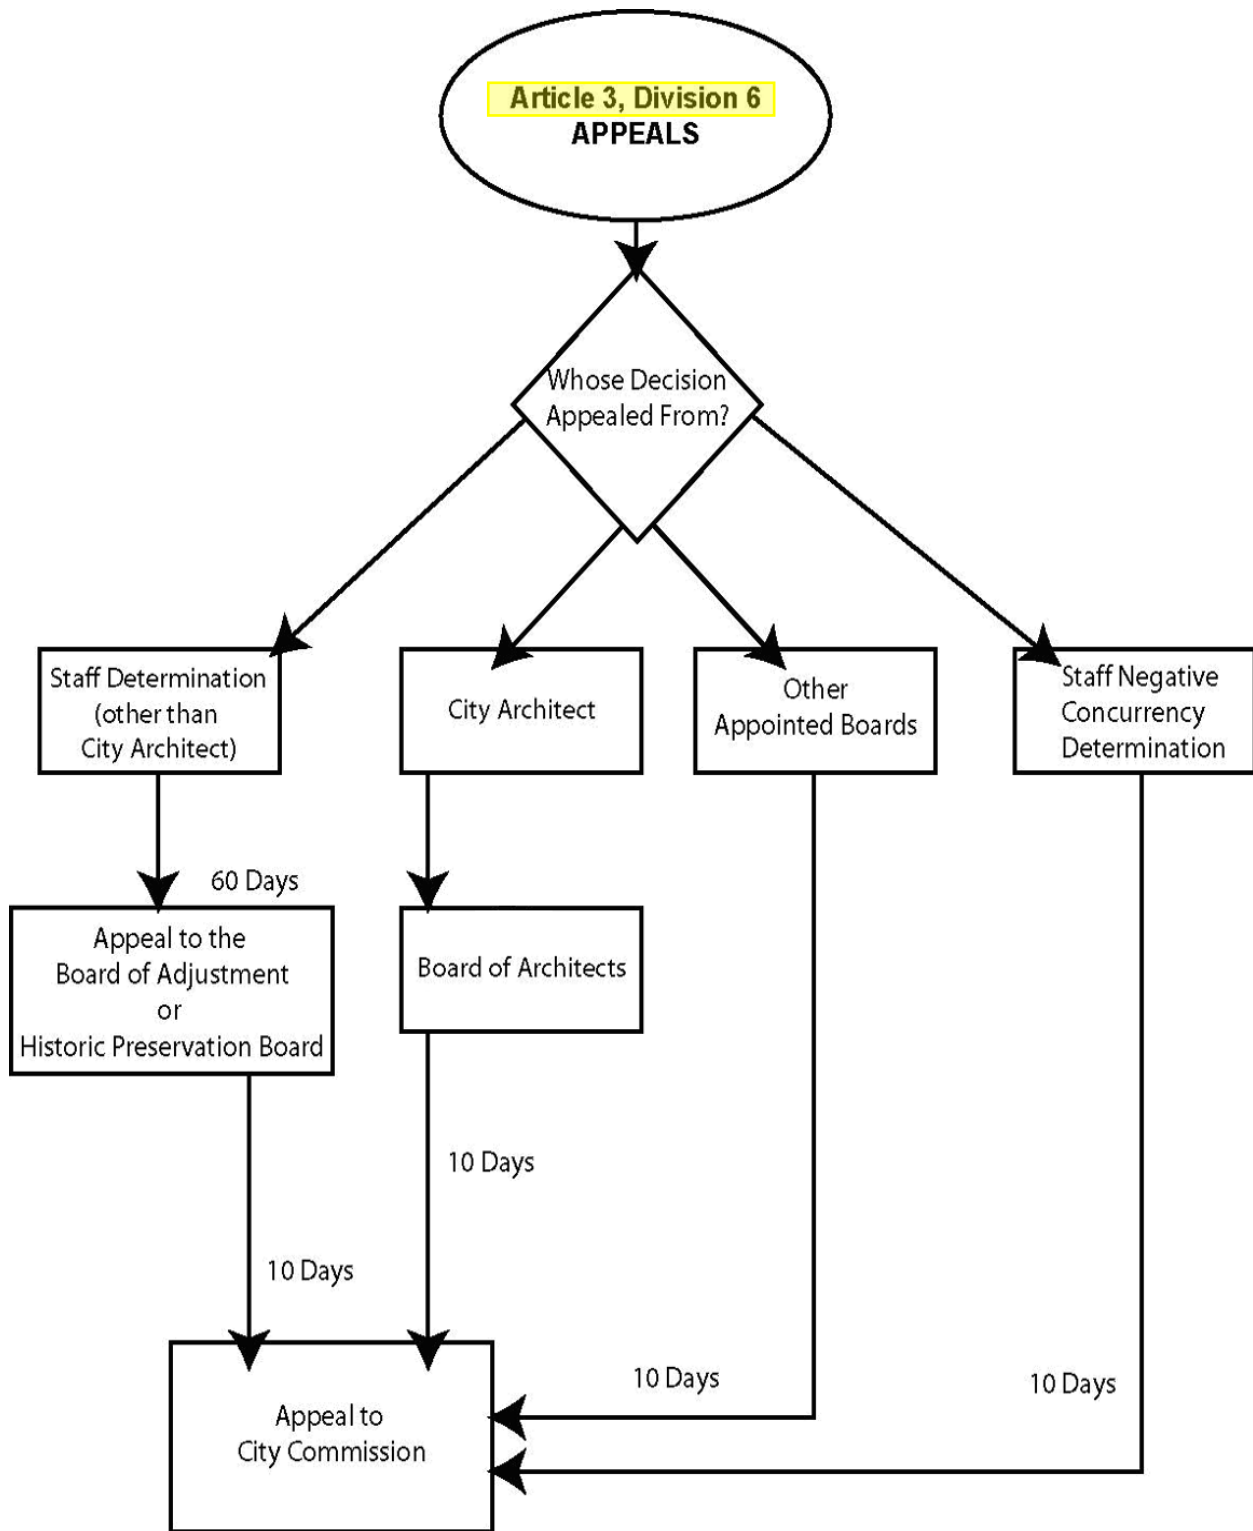 Article 3, Division 6
APPEALS
Whose Decision
Appealed From?
Staff Determination
(other than
City Architect)
City Architect
Other
Appointed Boards
Staff Negative
Concurrency
Determination
60 Days
Appeal to the
Board of Adjustment
or
Historic Preservation Board
Board of Architects
10 Days
10 Days
10 Days
10 Days
Appeal to
City Commission